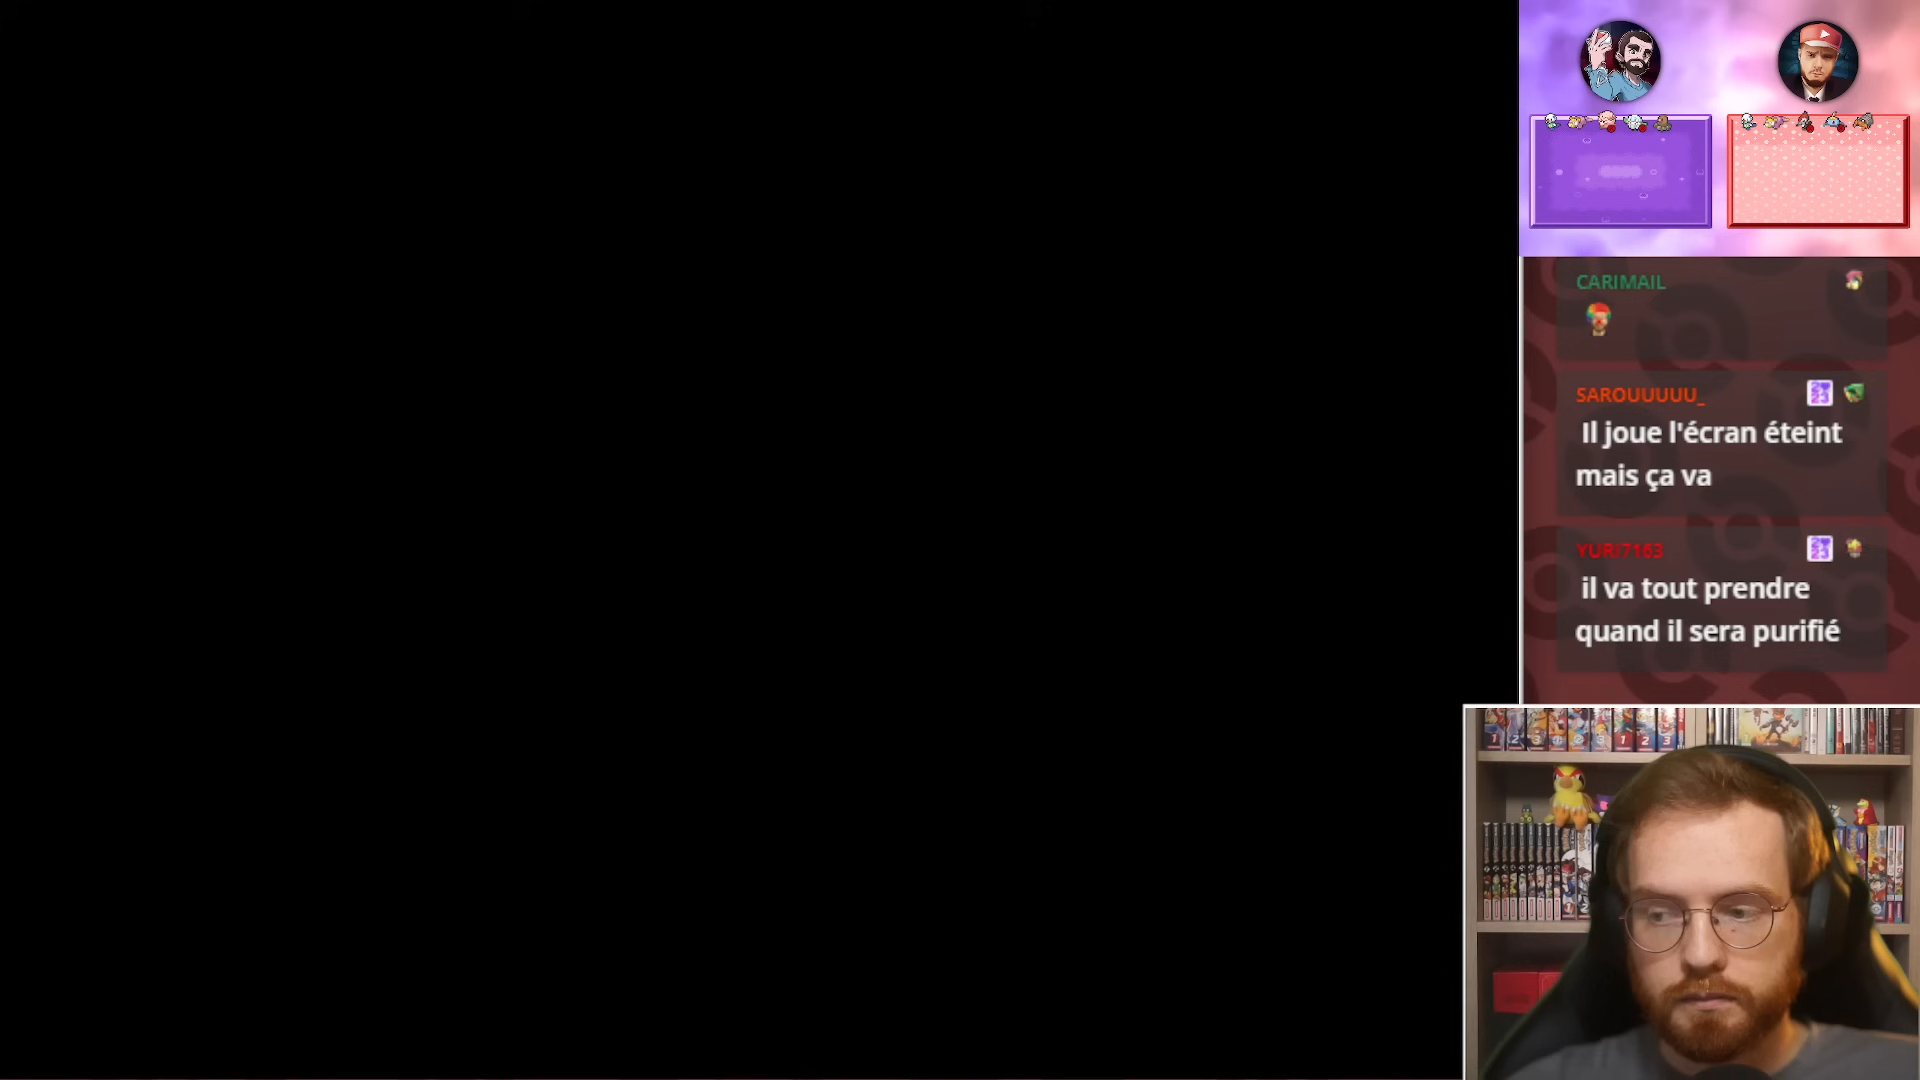 CARIMAIL
SAROUUUUU_
Il joue l'écran éteint
mais ça va
YURI7163
il va tout prendre
quand il sera purifié